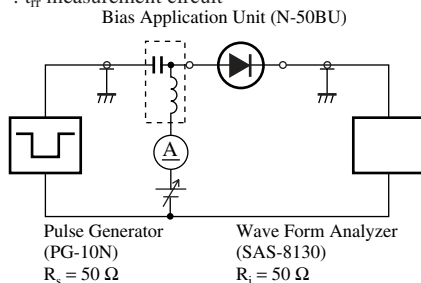 : trr measurement circuit
Bias Application Unit (N-50BU)
A
Pulse Generator
(PG-10N)
Rs = 50 Ω
Wave Form Analyzer
(SAS-8130)
Ri = 50 Ω